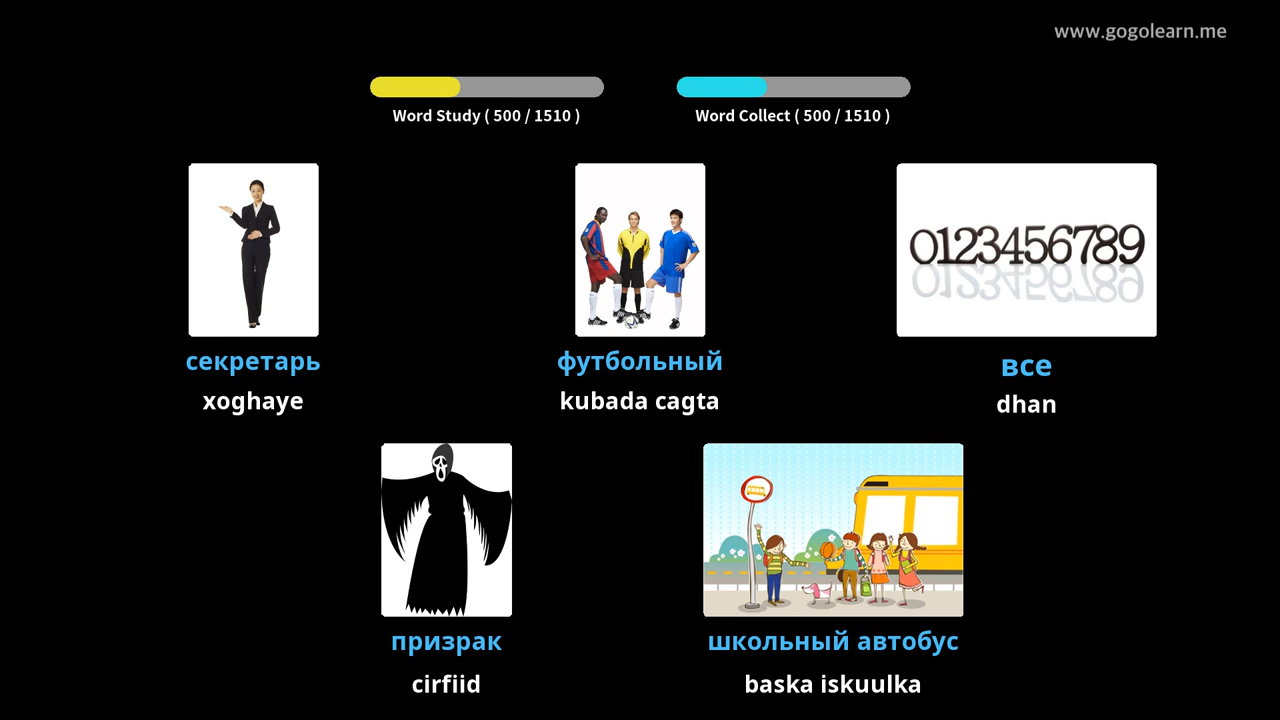 www.gogolearn.me
Word Study ( 500 / 1510 )
Word Collect ( 500 / 1510 )
0123456789
секретарь
xoghaye
футбольный
kubada cagta
все
dhan
призрак
cirfiid
школьный автобус
baska iskuulka